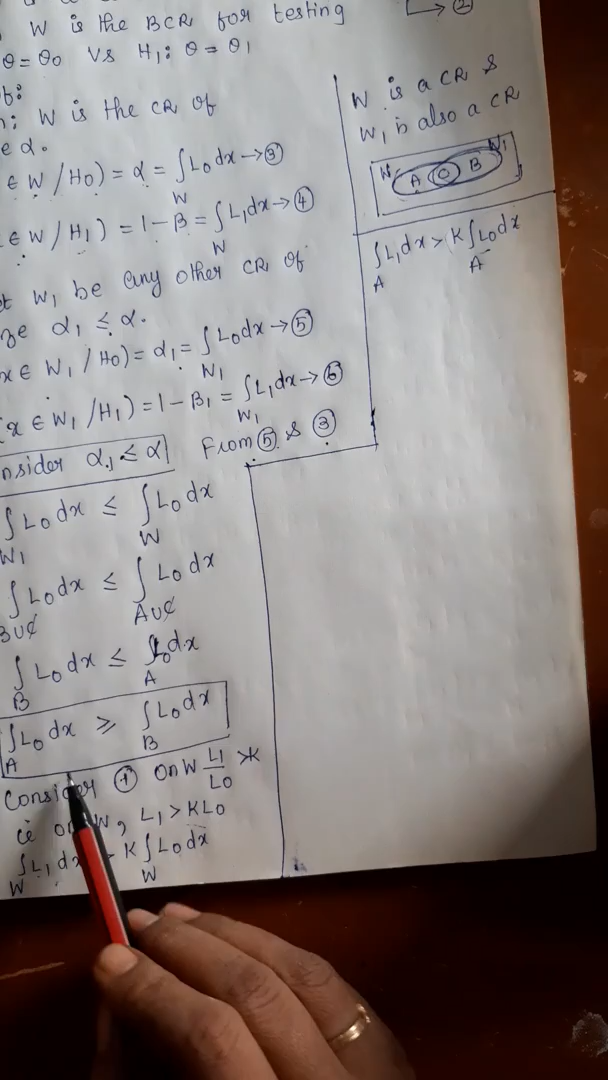 W is the BCR for testing
θ = θ0 Vs H1: θ = θ1
: W is the CR of
e α.
∈ W / H0) = α = ∫W L0 dx → ③
∈ W / H1) = 1 - β = ∫W L1 dx → ④
W1 be any other CR of
ze α1 ≤ α.
x ∈ W1 / H0) = α1 = ∫W1 L0 dx → ⑤
x ∈ W1 / H1) = 1 - β1 = ∫W1 L1 dx → ⑥
nsider α1 ≤ α From ⑤ & ③
∫W1 L0 dx ≤ ∫W L0 dx
∫B∪C L0 dx ≤ ∫A∪C L0 dx
∫B L0 dx ≤ ∫A L0 dx
∫A L0 dx ≥ ∫B L0 dx
Consider ① on W L1/L0 > K
ie on W, L1 > KL0
∫W L1 dx > K ∫W L0 dx
→ ②
W is a CR &
W1 is also a CR
W W1
A C B
∫A L1 dx > K ∫A L0 dx